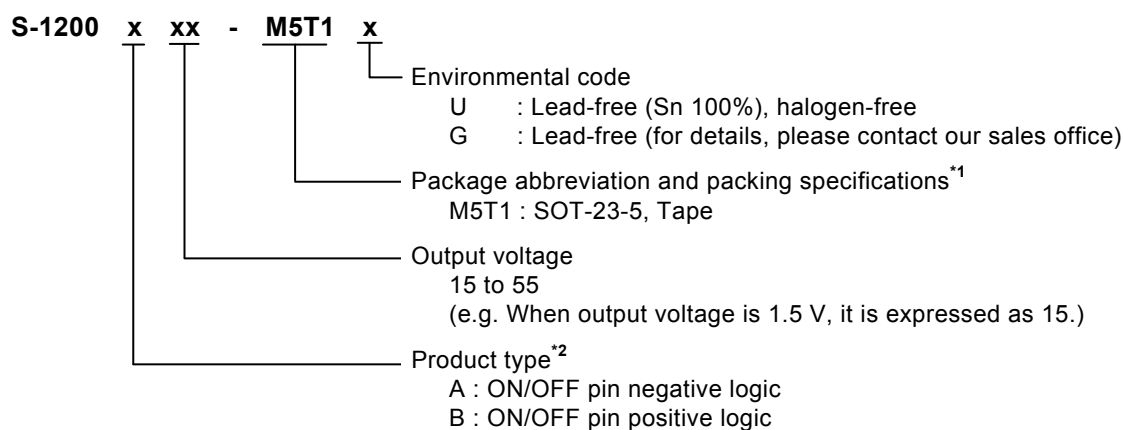 S-1200 x xx - M5T1 x
Environmental code
U : Lead-free (Sn 100%), halogen-free
G : Lead-free (for details, please contact our sales office)
Package abbreviation and packing specifications*1
M5T1 : SOT-23-5, Tape
Output voltage
15 to 55
(e.g. When output voltage is 1.5 V, it is expressed as 15.)
Product type*2
A : ON/OFF pin negative logic
B : ON/OFF pin positive logic